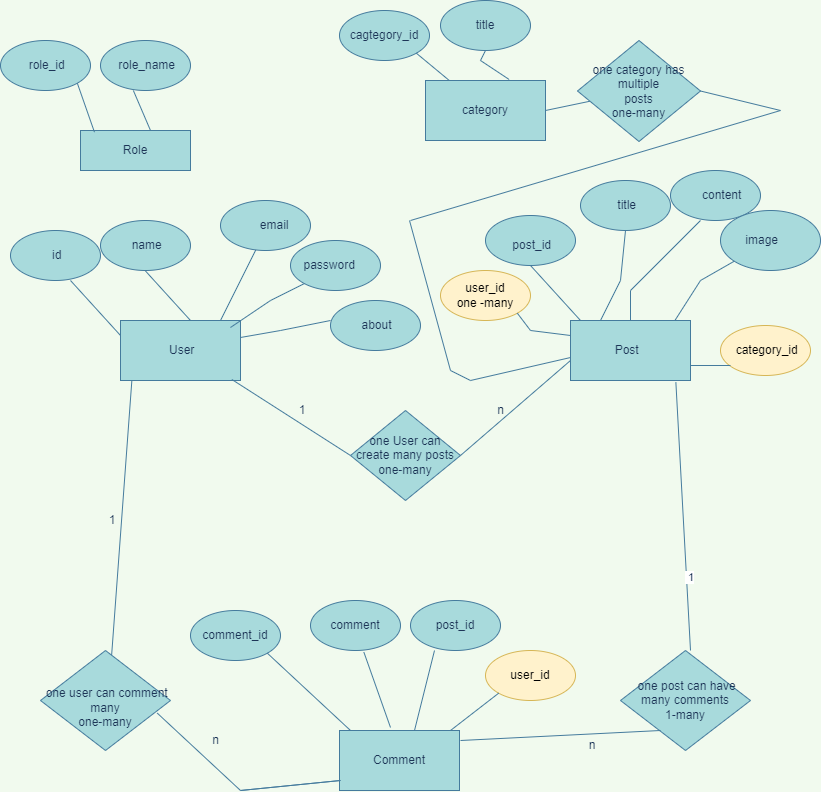 cagtegory_id
title
role_id
role_name
category
one category has
multiple
posts
one-many
Role
id
name
email
password
about
post_id
title
content
image
user_id
one -many
User
Post
category_id
1
n
one User can
create many posts
one-many
1
1
comment_id
comment
post_id
user_id
one user can comment
many
one-many
one post can have
many comments
1-many
n
n
Comment